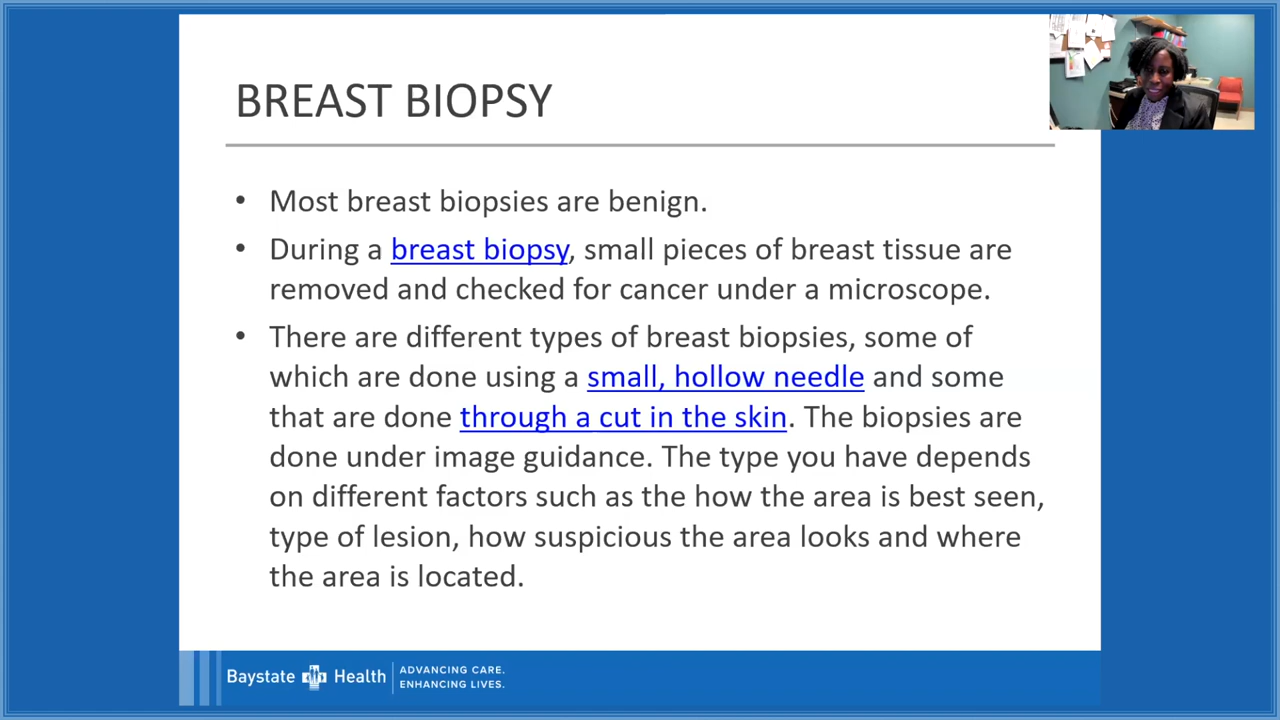 BREAST BIOPSY
• Most breast biopsies are benign.
• During a breast biopsy, small pieces of breast tissue are
removed and checked for cancer under a microscope.
• There are different types of breast biopsies, some of
which are done using a small, hollow needle and some
that are done through a cut in the skin. The biopsies are
done under image guidance. The type you have depends
on different factors such as the how the area is best seen,
type of lesion, how suspicious the area looks and where
the area is located.
Baystate Health
ADVANCING CARE.
ENHANCING LIVES.